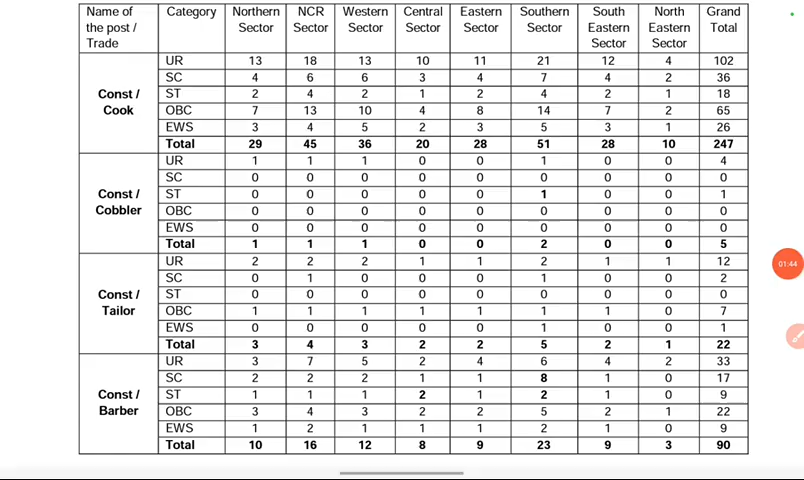 Name of the post / Trade | Category | Northern Sector | NCR Sector | Western Sector | Central Sector | Eastern Sector | Southern Sector | South Eastern Sector | North Eastern Sector | Grand Total
Const / Cook | UR | 13 | 18 | 13 | 10 | 11 | 21 | 12 | 4 | 102
SC | 4 | 6 | 6 | 3 | 4 | 7 | 4 | 2 | 36
ST | 2 | 4 | 2 | 1 | 2 | 4 | 2 | 1 | 18
OBC | 7 | 13 | 10 | 4 | 8 | 14 | 7 | 2 | 65
EWS | 3 | 4 | 5 | 2 | 3 | 5 | 3 | 1 | 26
Total | 29 | 45 | 36 | 20 | 28 | 51 | 28 | 10 | 247
Const / Cobbler | UR | 1 | 1 | 1 | 0 | 0 | 1 | 0 | 0 | 4
SC | 0 | 0 | 0 | 0 | 0 | 0 | 0 | 0 | 0
ST | 0 | 0 | 0 | 0 | 0 | 1 | 0 | 0 | 1
OBC | 0 | 0 | 0 | 0 | 0 | 0 | 0 | 0 | 0
EWS | 0 | 0 | 0 | 0 | 0 | 0 | 0 | 0 | 0
Total | 1 | 1 | 1 | 0 | 0 | 2 | 0 | 0 | 5
Const / Tailor | UR | 2 | 2 | 2 | 1 | 1 | 2 | 1 | 1 | 12
SC | 0 | 1 | 0 | 0 | 0 | 1 | 0 | 0 | 2
ST | 0 | 0 | 0 | 0 | 0 | 0 | 0 | 0 | 0
OBC | 1 | 1 | 1 | 1 | 1 | 1 | 1 | 0 | 7
EWS | 0 | 0 | 0 | 0 | 0 | 1 | 0 | 0 | 1
Total | 3 | 4 | 3 | 2 | 2 | 5 | 2 | 1 | 22
Const / Barber | UR | 3 | 7 | 5 | 2 | 4 | 6 | 4 | 2 | 33
SC | 2 | 2 | 2 | 1 | 1 | 8 | 1 | 0 | 17
ST | 1 | 1 | 1 | 2 | 1 | 2 | 1 | 0 | 9
OBC | 3 | 4 | 3 | 2 | 2 | 5 | 2 | 1 | 22
EWS | 1 | 2 | 1 | 1 | 1 | 2 | 1 | 0 | 9
Total | 10 | 16 | 12 | 8 | 9 | 23 | 9 | 3 | 90
01:44